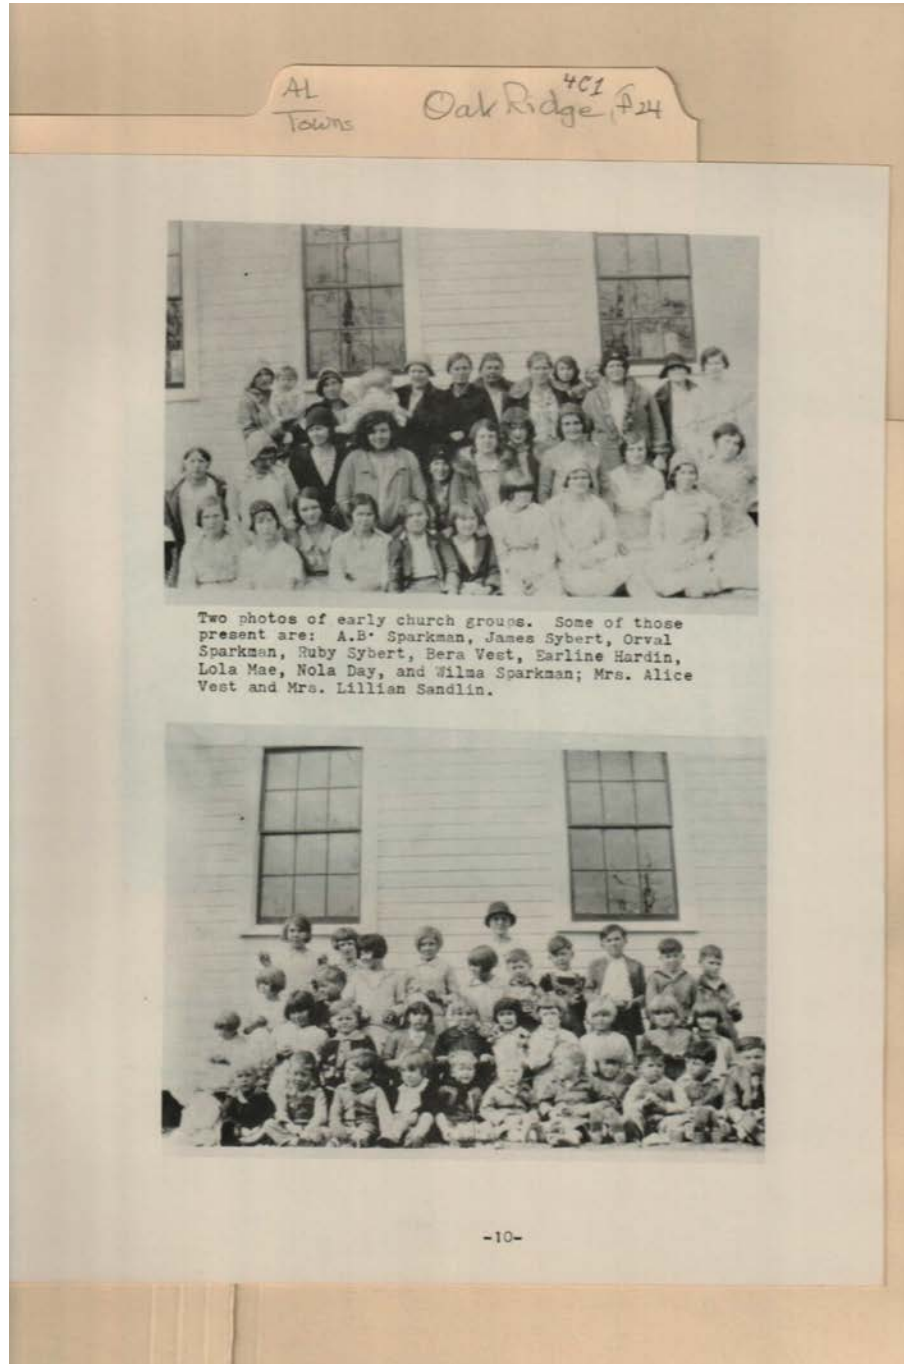 AL
Towns
Oak Ridge, 4C1
F24
Two photos of early church groups. Some of those
present are: A.B. Sparkman, James Sybert, Orval
Sparkman, Ruby Sybert, Bera Vest, Earline Hardin,
Lola Mae, Nola Day, and Wilma Sparkman; Mrs. Alice
Vest and Mrs. Lillian Sandlin.
-10-